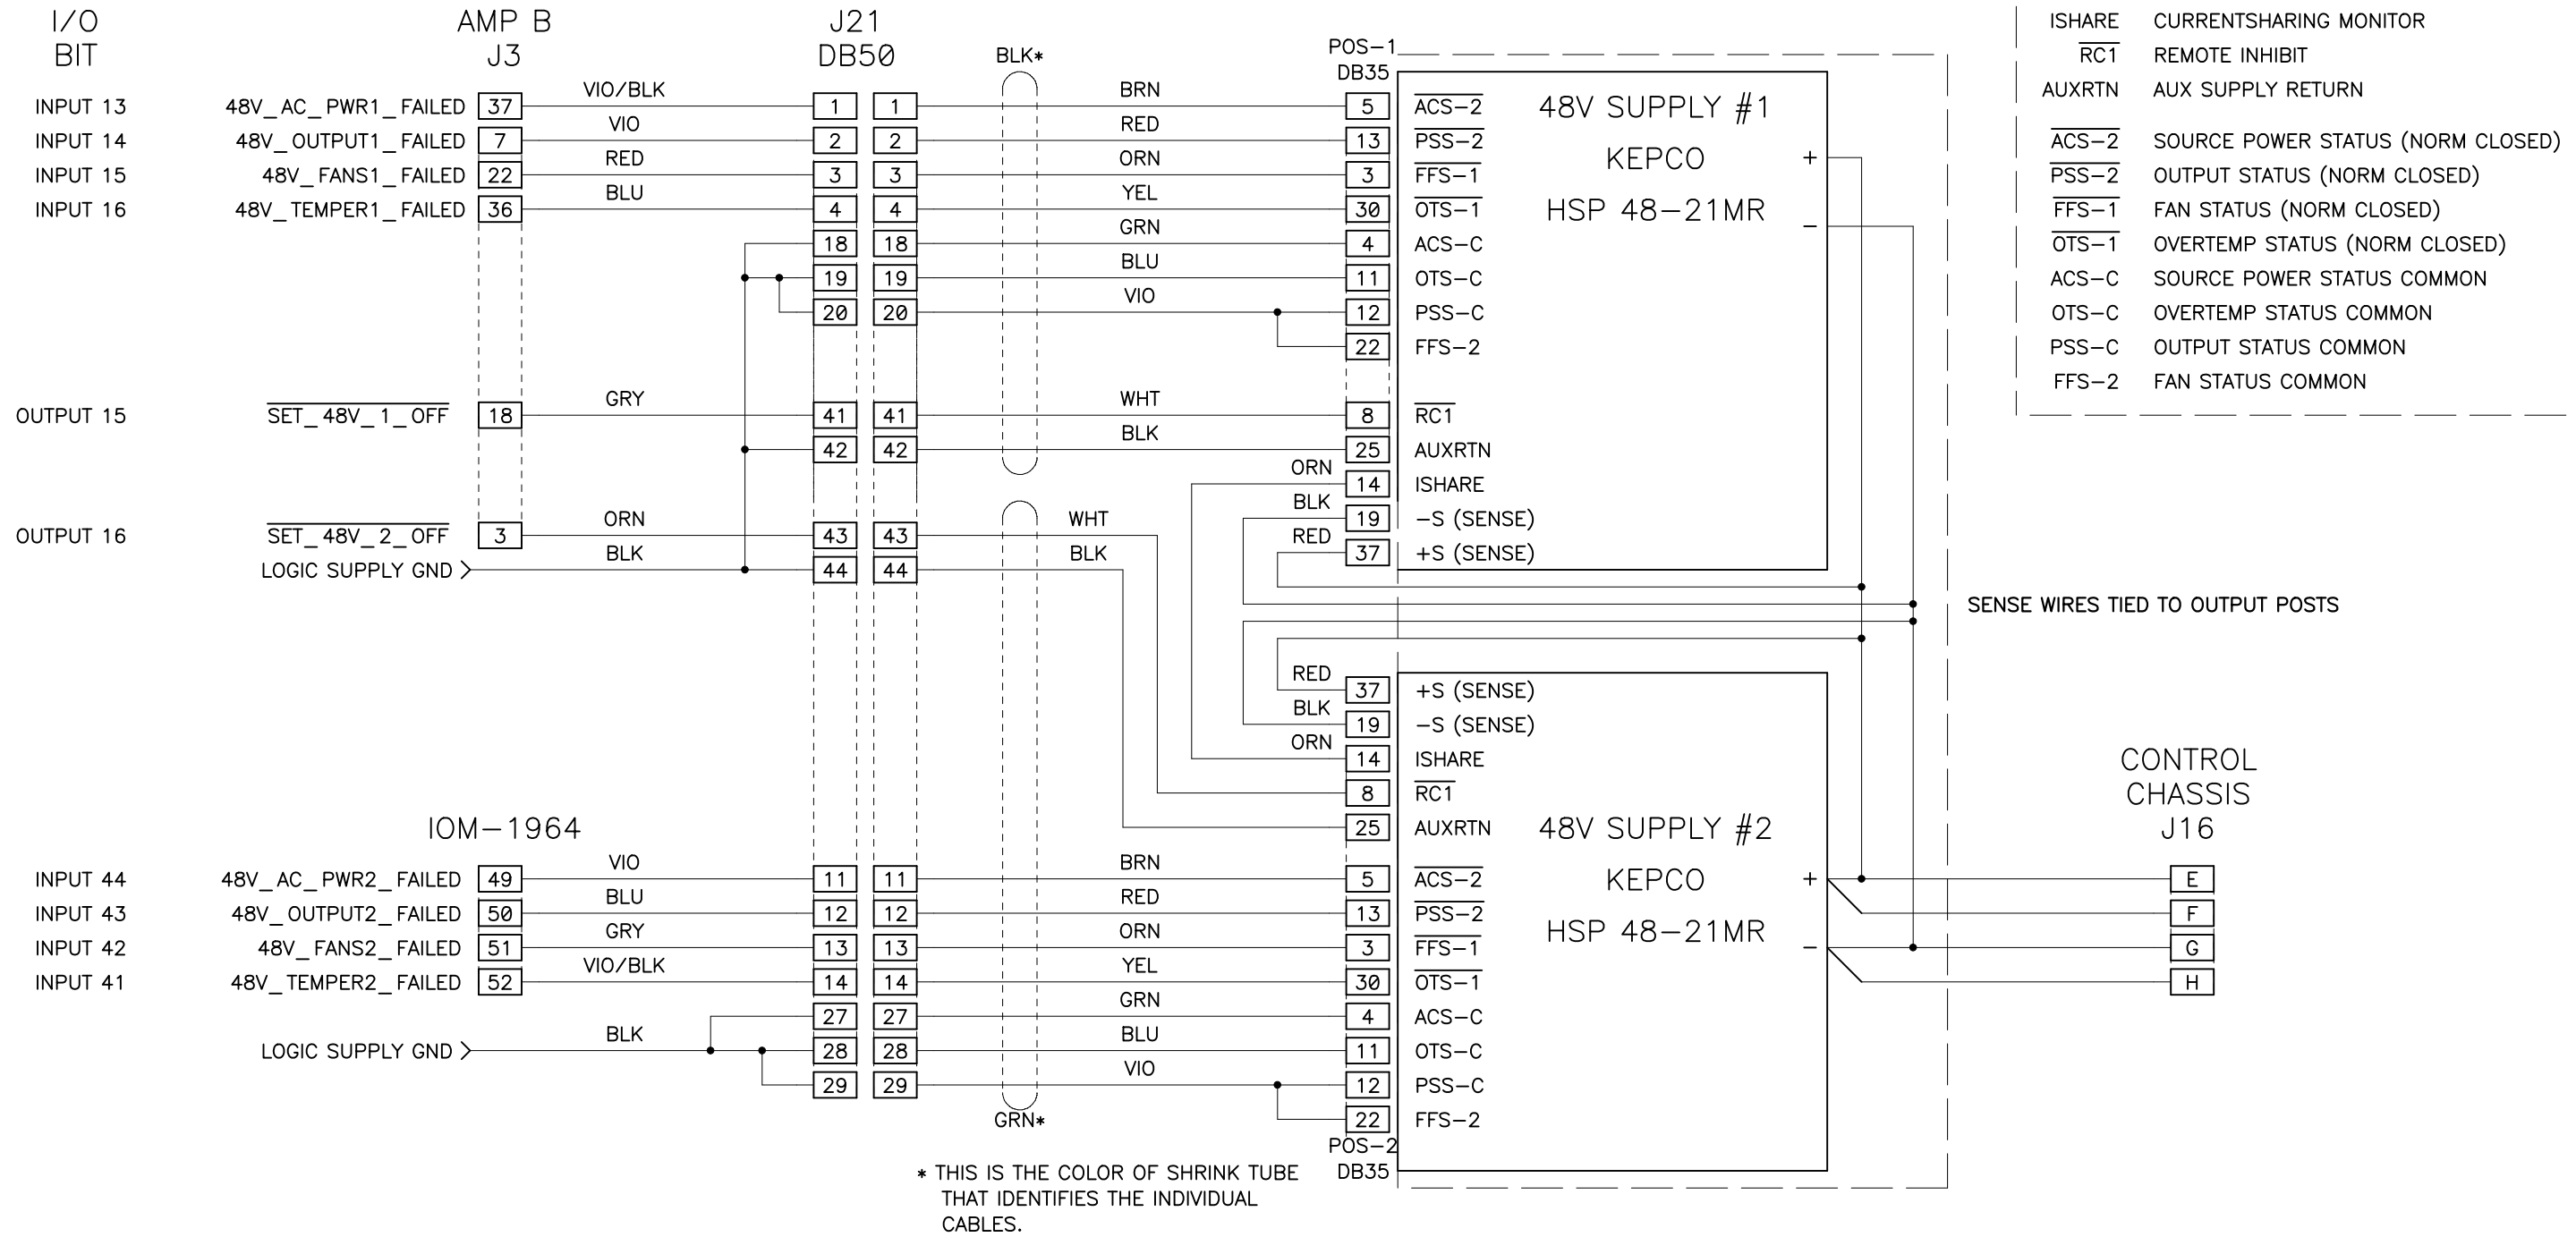 I/O
BIT
AMP B
J3
J21
DB50
BLK*
POS-1
DB35
ISHARE CURRENTSHARING MONITOR
RC1 REMOTE INHIBIT
AUXRTN AUX SUPPLY RETURN
ACS-2 SOURCE POWER STATUS (NORM CLOSED)
PSS-2 OUTPUT STATUS (NORM CLOSED)
FFS-1 FAN STATUS (NORM CLOSED)
OTS-1 OVERTEMP STATUS (NORM CLOSED)
ACS-C SOURCE POWER STATUS COMMON
OTS-C OVERTEMP STATUS COMMON
PSS-C OUTPUT STATUS COMMON
FFS-2 FAN STATUS COMMON
INPUT 13 48V_AC_PWR1_FAILED 37 VIO/BLK 1 1 BRN 5 ACS-2
INPUT 14 48V_OUTPUT1_FAILED 7 VIO 2 2 RED 13 PSS-2
INPUT 15 48V_FANS1_FAILED 22 RED 3 3 ORN 3 FFS-1
INPUT 16 48V_TEMPER1_FAILED 36 BLU 4 4 YEL 30 OTS-1
18 18 GRN 4 ACS-C
19 19 BLU 11 OTS-C
20 20 VIO 12 PSS-C
22 FFS-2
48V SUPPLY #1
KEPCO
HSP 48-21MR
+
-
OUTPUT 15 SET_48V_1_OFF 18 GRY 41 41 WHT 8 RC1
42 42 BLK 25 AUXRTN
ORN 14 ISHARE
BLK 19 -S (SENSE)
RED 37 +S (SENSE)
OUTPUT 16 SET_48V_2_OFF 3 ORN 43 43 WHT
LOGIC SUPPLY GND BLK 44 44 BLK
SENSE WIRES TIED TO OUTPUT POSTS
RED 37 +S (SENSE)
BLK 19 -S (SENSE)
ORN 14 ISHARE
8 RC1
25 AUXRTN
48V SUPPLY #2
KEPCO
HSP 48-21MR
+
-
CONTROL
CHASSIS
J16
E
F
G
H
IOM-1964
INPUT 44 48V_AC_PWR2_FAILED 49 VIO 11 11 BRN 5 ACS-2
INPUT 43 48V_OUTPUT2_FAILED 50 BLU 12 12 RED 13 PSS-2
INPUT 42 48V_FANS2_FAILED 51 GRY 13 13 ORN 3 FFS-1
INPUT 41 48V_TEMPER2_FAILED 52 VIO/BLK 14 14 YEL 30 OTS-1
27 27 GRN 4 ACS-C
LOGIC SUPPLY GND BLK 28 28 BLU 11 OTS-C
29 29 VIO 12 PSS-C
22 FFS-2
GRN*
POS-2
DB35
* THIS IS THE COLOR OF SHRINK TUBE
THAT IDENTIFIES THE INDIVIDUAL
CABLES.